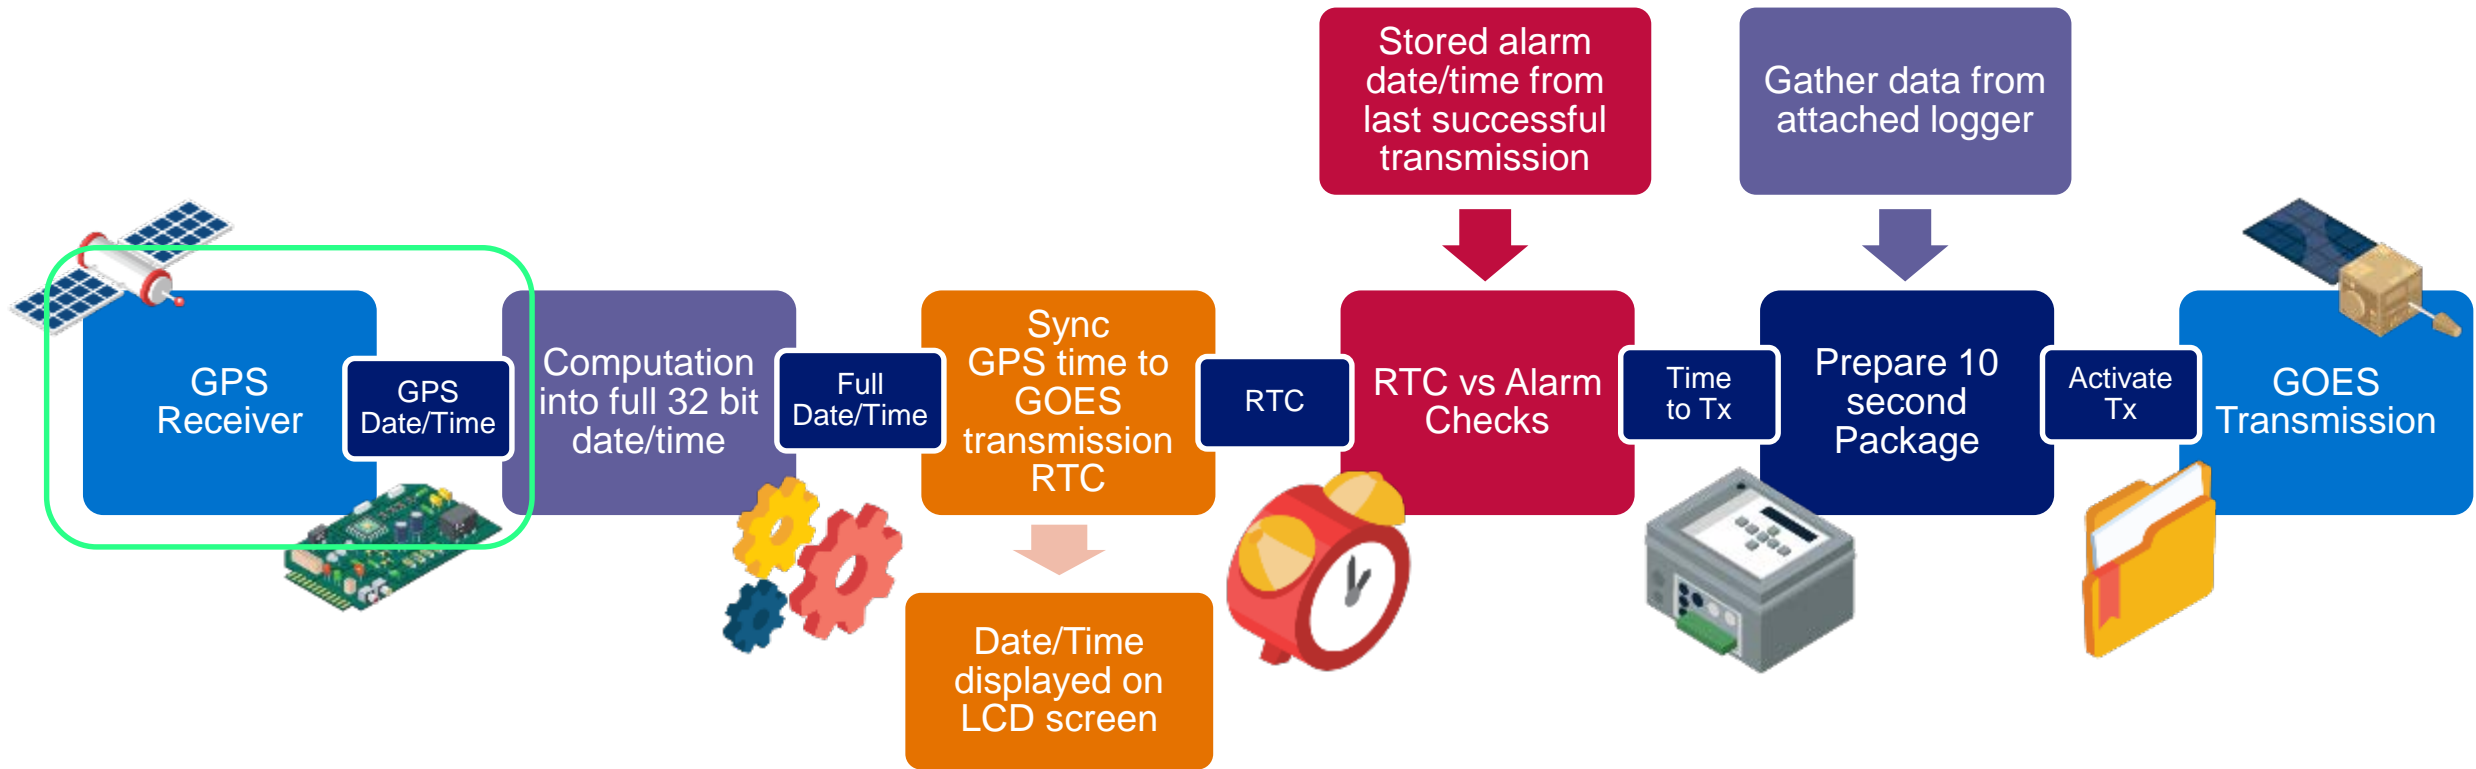 Stored alarm
date/time from
last successful
transmission
Gather data from
attached logger
GPS
Receiver
GPS
Date/Time
Computation
into full 32 bit
date/time
Full
Date/Time
Sync
GPS time to
GOES
transmission
RTC
RTC
RTC vs Alarm
Checks
Time
to Tx
Prepare 10
second
Package
Activate
Tx
GOES
Transmission
Date/Time
displayed on
LCD screen